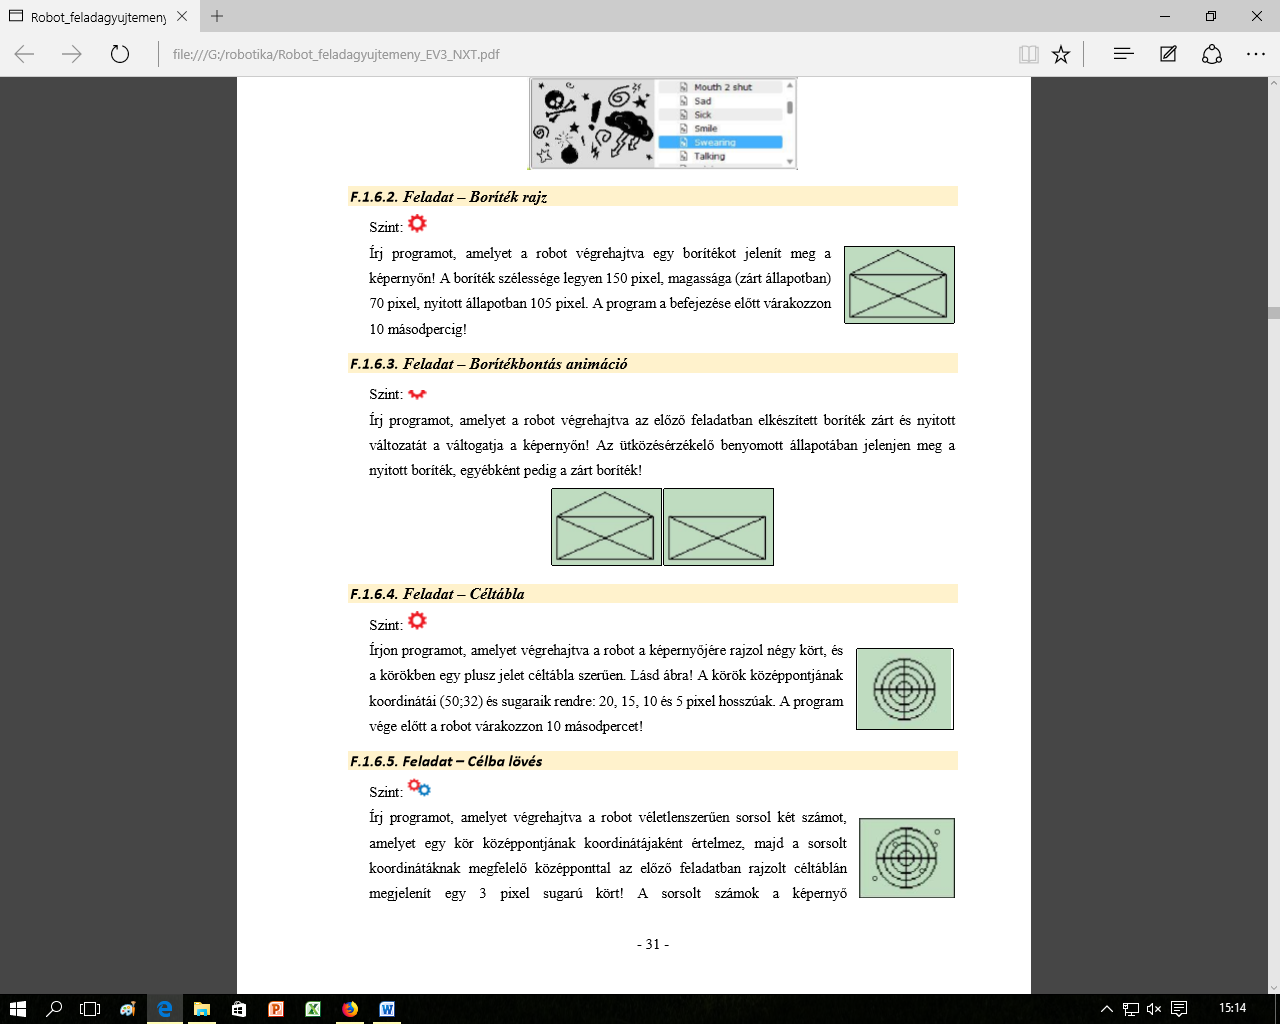 Robot_feladagyujtemeny
file:///G:/robotika/Robot_feladagyujtemeny_EV3_NXT.pdf
Mouth 2 shut
Sad
Sick
Smile
Swearing
Talking
F.1.6.2. Feladat – Boríték rajz
Szint:
Írj programot, amelyet a robot végrehajtva egy borítékot jelenít meg a
képernyőn! A boríték szélessége legyen 150 pixel, magassága (zárt állapotban)
70 pixel, nyitott állapotban 105 pixel. A program a befejezése előtt várakozzon
10 másodpercig!
F.1.6.3. Feladat – Borítékbontás animáció
Szint:
Írj programot, amelyet a robot végrehajtva az előző feladatban elkészített boríték zárt és nyitott
változatát a váltogatja a képernyőn! Az ütközésérzékelő benyomott állapotában jelenjen meg a
nyitott boríték, egyébként pedig a zárt boríték!
F.1.6.4. Feladat – Céltábla
Szint:
Írjon programot, amelyet végrehajtva a robot a képernyőjére rajzol négy kört, és
a körökben egy plusz jelet céltábla szerűen. Lásd ábra! A körök középpontjának
koordinátái (50;32) és sugaraik rendre: 20, 15, 10 és 5 pixel hosszúak. A program
vége előtt a robot várakozzon 10 másodpercet!
F.1.6.5. Feladat – Célba lövés
Szint:
Írj programot, amelyet végrehajtva a robot véletlenszerűen sorsol két számot,
amelyet egy kör középpontjának koordinátájaként értelmez, majd a sorsolt
koordinátáknak megfelelő középponttal az előző feladatban rajzolt céltáblán
megjelenít egy 3 pixel sugarú kört! A sorsolt számok a képernyő
- 31 -
15:14